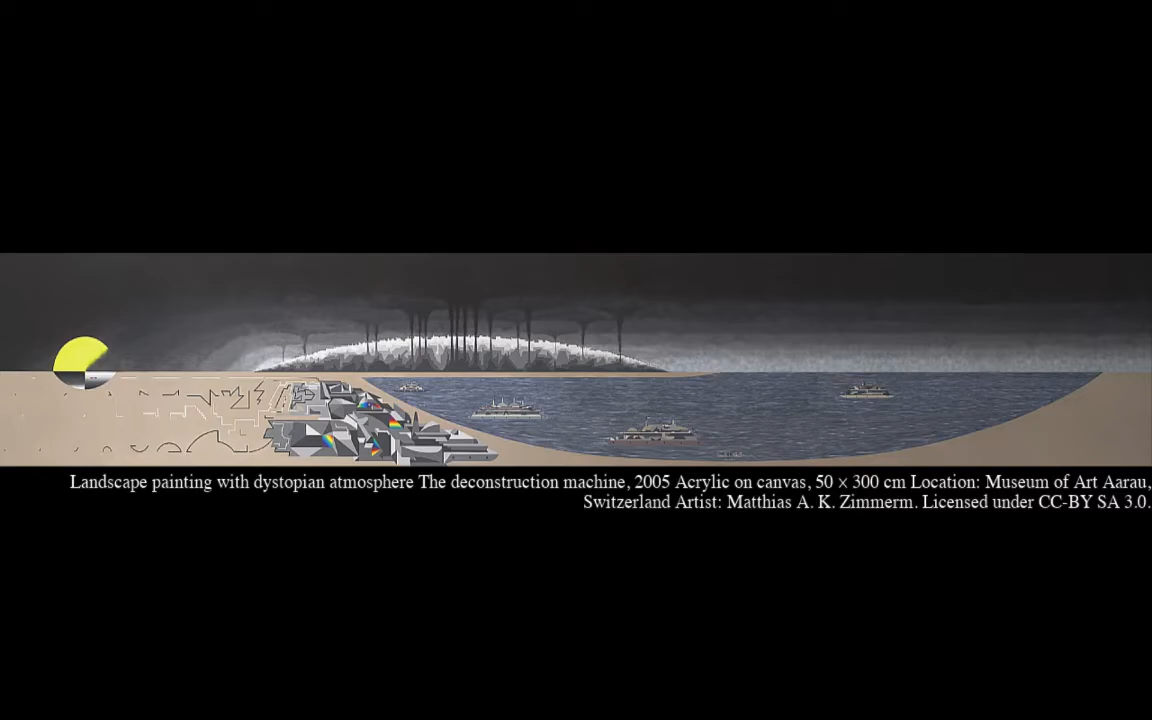 Landscape painting with dystopian atmosphere The deconstruction machine, 2005 Acrylic on canvas, 50 × 300 cm Location: Museum of Art Aarau,
Switzerland Artist: Matthias A. K. Zimmerm. Licensed under CC-BY SA 3.0.